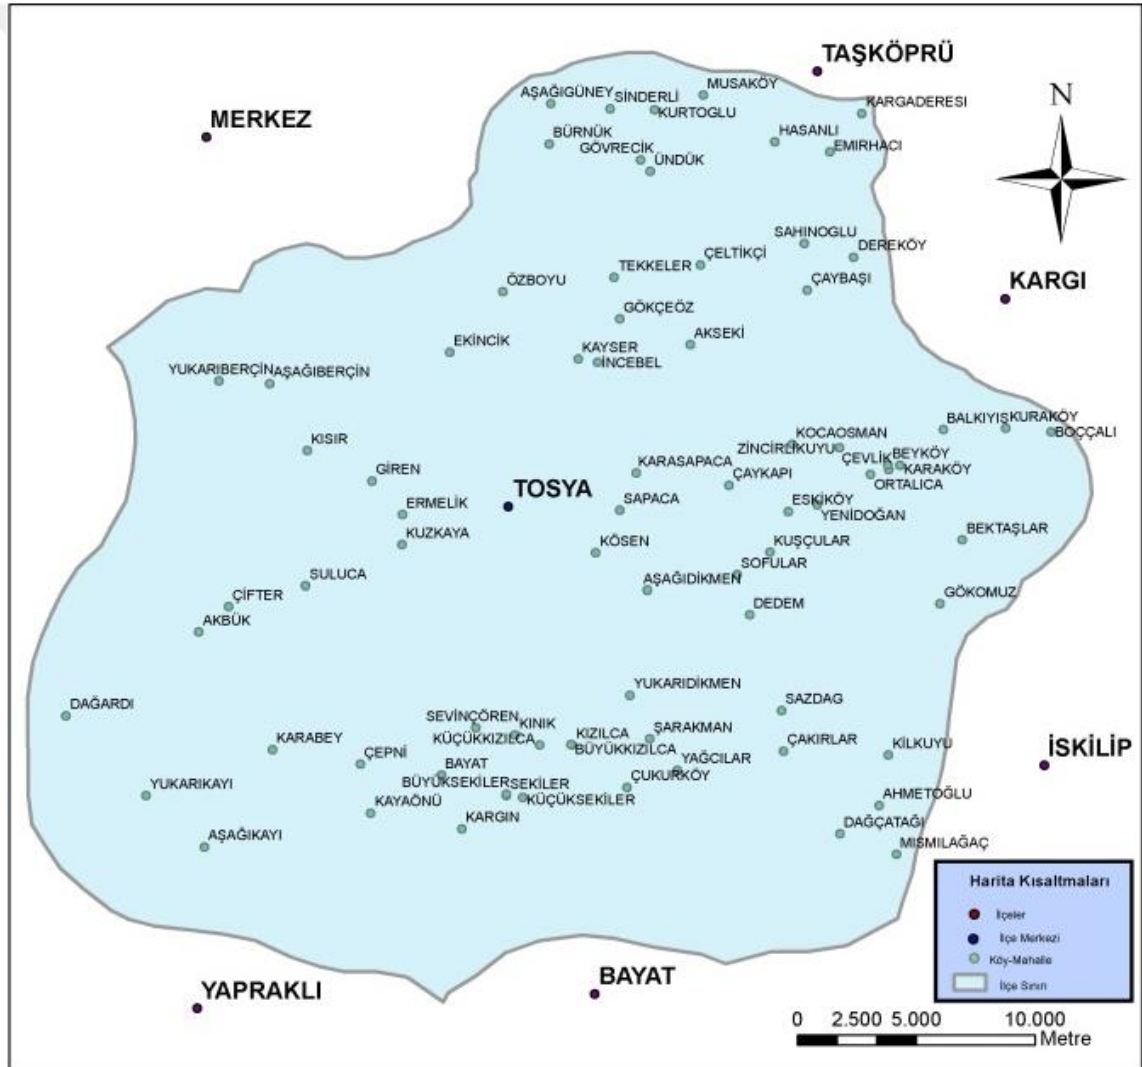 TAŞKÖPRÜ
MERKEZ
N
AŞAĞIGÜNEY
SİNDERLİ
MUSAKÖY
KURTOGLU
KARGADERESI
BÜRNÜK
GÖVRECİK
ÜNDÜK
HASANLI
EMIRHACI
SAHINOGLU
DEREKÖY
ÇELTİKÇİ
TEKKELER
ÖZBOYU
ÇAYBAŞI
KARGI
GÖKÇEÖZ
AKSEKİ
EKİNCİK
KAYSER
İNCEBEL
YUKARIBERÇİN
AŞAĞIBERÇİN
KISIR
BALKIYIŞ
KURAKÖY
BOÇÇALI
KOCAOSMAN
ZİNCİRLİKUYU
ÇEVLİK
BEYKÖY
KARAKÖY
ORTALICA
GİREN
KARASAPACA
ÇAYKAPI
TOSYA
ERMELİK
SAPACA
ESKİKÖY
YENİDOĞAN
KUZKAYA
KÖSEN
KUŞÇULAR
BEKTAŞLAR
SOFULAR
SULUCA
AŞAĞIDİKMEN
ÇİFTER
DEDEM
GÖKOMUZ
AKBÜK
DAĞARDI
YUKARIDİKMEN
SAZDAG
SEVİNÇÖREN
KINIK
KÜÇÜKKIZILCA
KIZILCA
BÜYÜKKIZILCA
ŞARAKMAN
KARABEY
ÇEPNİ
ÇAKIRLAR
KİLKUYU
İSKİLİP
BAYAT
YAĞCILAR
BÜYÜKSEKİLER
SEKİLER
ÇUKURKÖY
YUKARIKAYI
KÜÇÜKSEKİLER
AHMETOĞLU
KAYAÖNÜ
KARGIN
DAĞÇATAĞI
AŞAĞIKAYI
MISMILAĞAÇ
Harita Kısaltmaları
İlçeler
İlçe Merkezi
Köy-Mahalle
İlçe Sınırı
YAPRAKLI
BAYAT
0 2.500 5.000 10.000
Metre